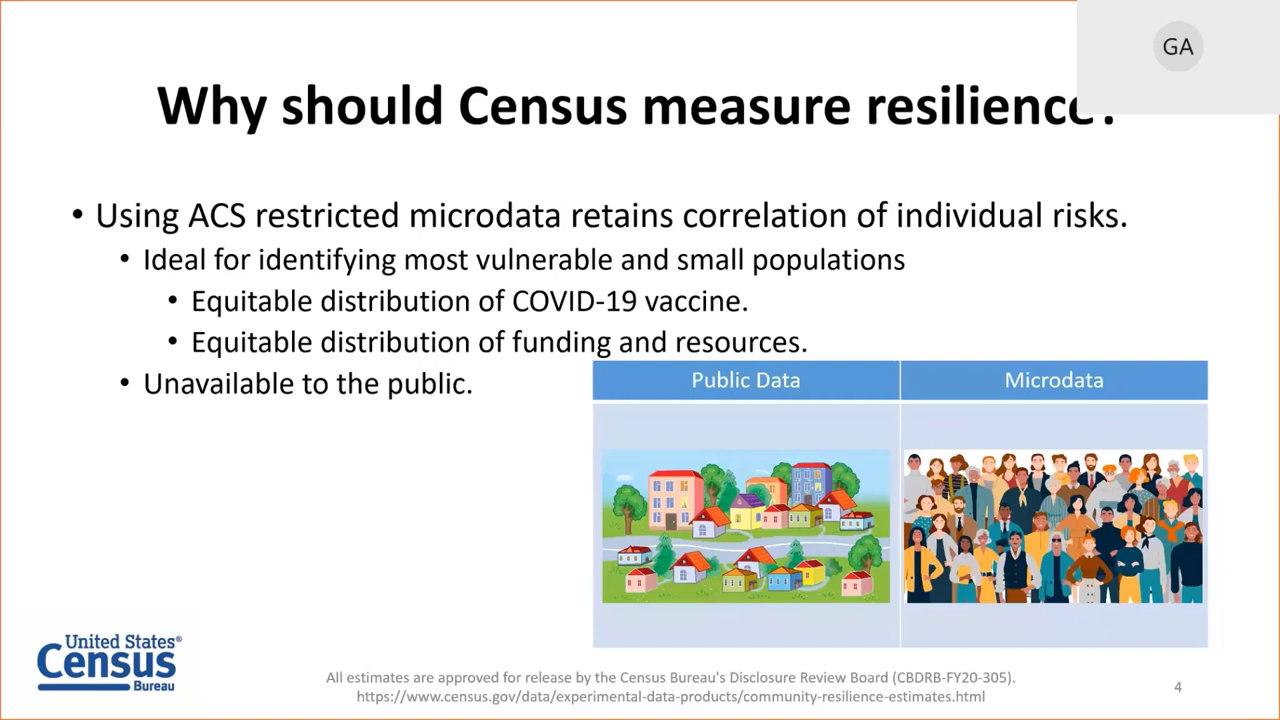 GA
Why should Census measure resilience?
• Using ACS restricted microdata retains correlation of individual risks.
• Ideal for identifying most vulnerable and small populations
• Equitable distribution of COVID-19 vaccine.
• Equitable distribution of funding and resources.
• Unavailable to the public.
Public Data
Microdata
United States®
Census
Bureau
All estimates are approved for release by the Census Bureau's Disclosure Review Board (CBDRB-FY20-305).
https://www.census.gov/data/experimental-data-products/community-resilience-estimates.html
4